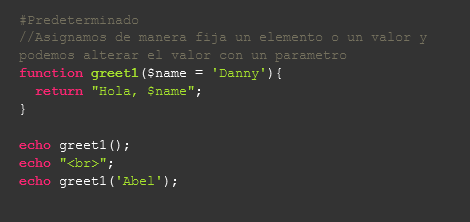 #Predeterminado
//Asignamos de manera fija un elemento o un valor y
podemos alterar el valor con un parametro
function greet1($name = 'Danny'){
  return "Hola, $name";
}
echo greet1();
echo "<br>";
echo greet1('Abel');